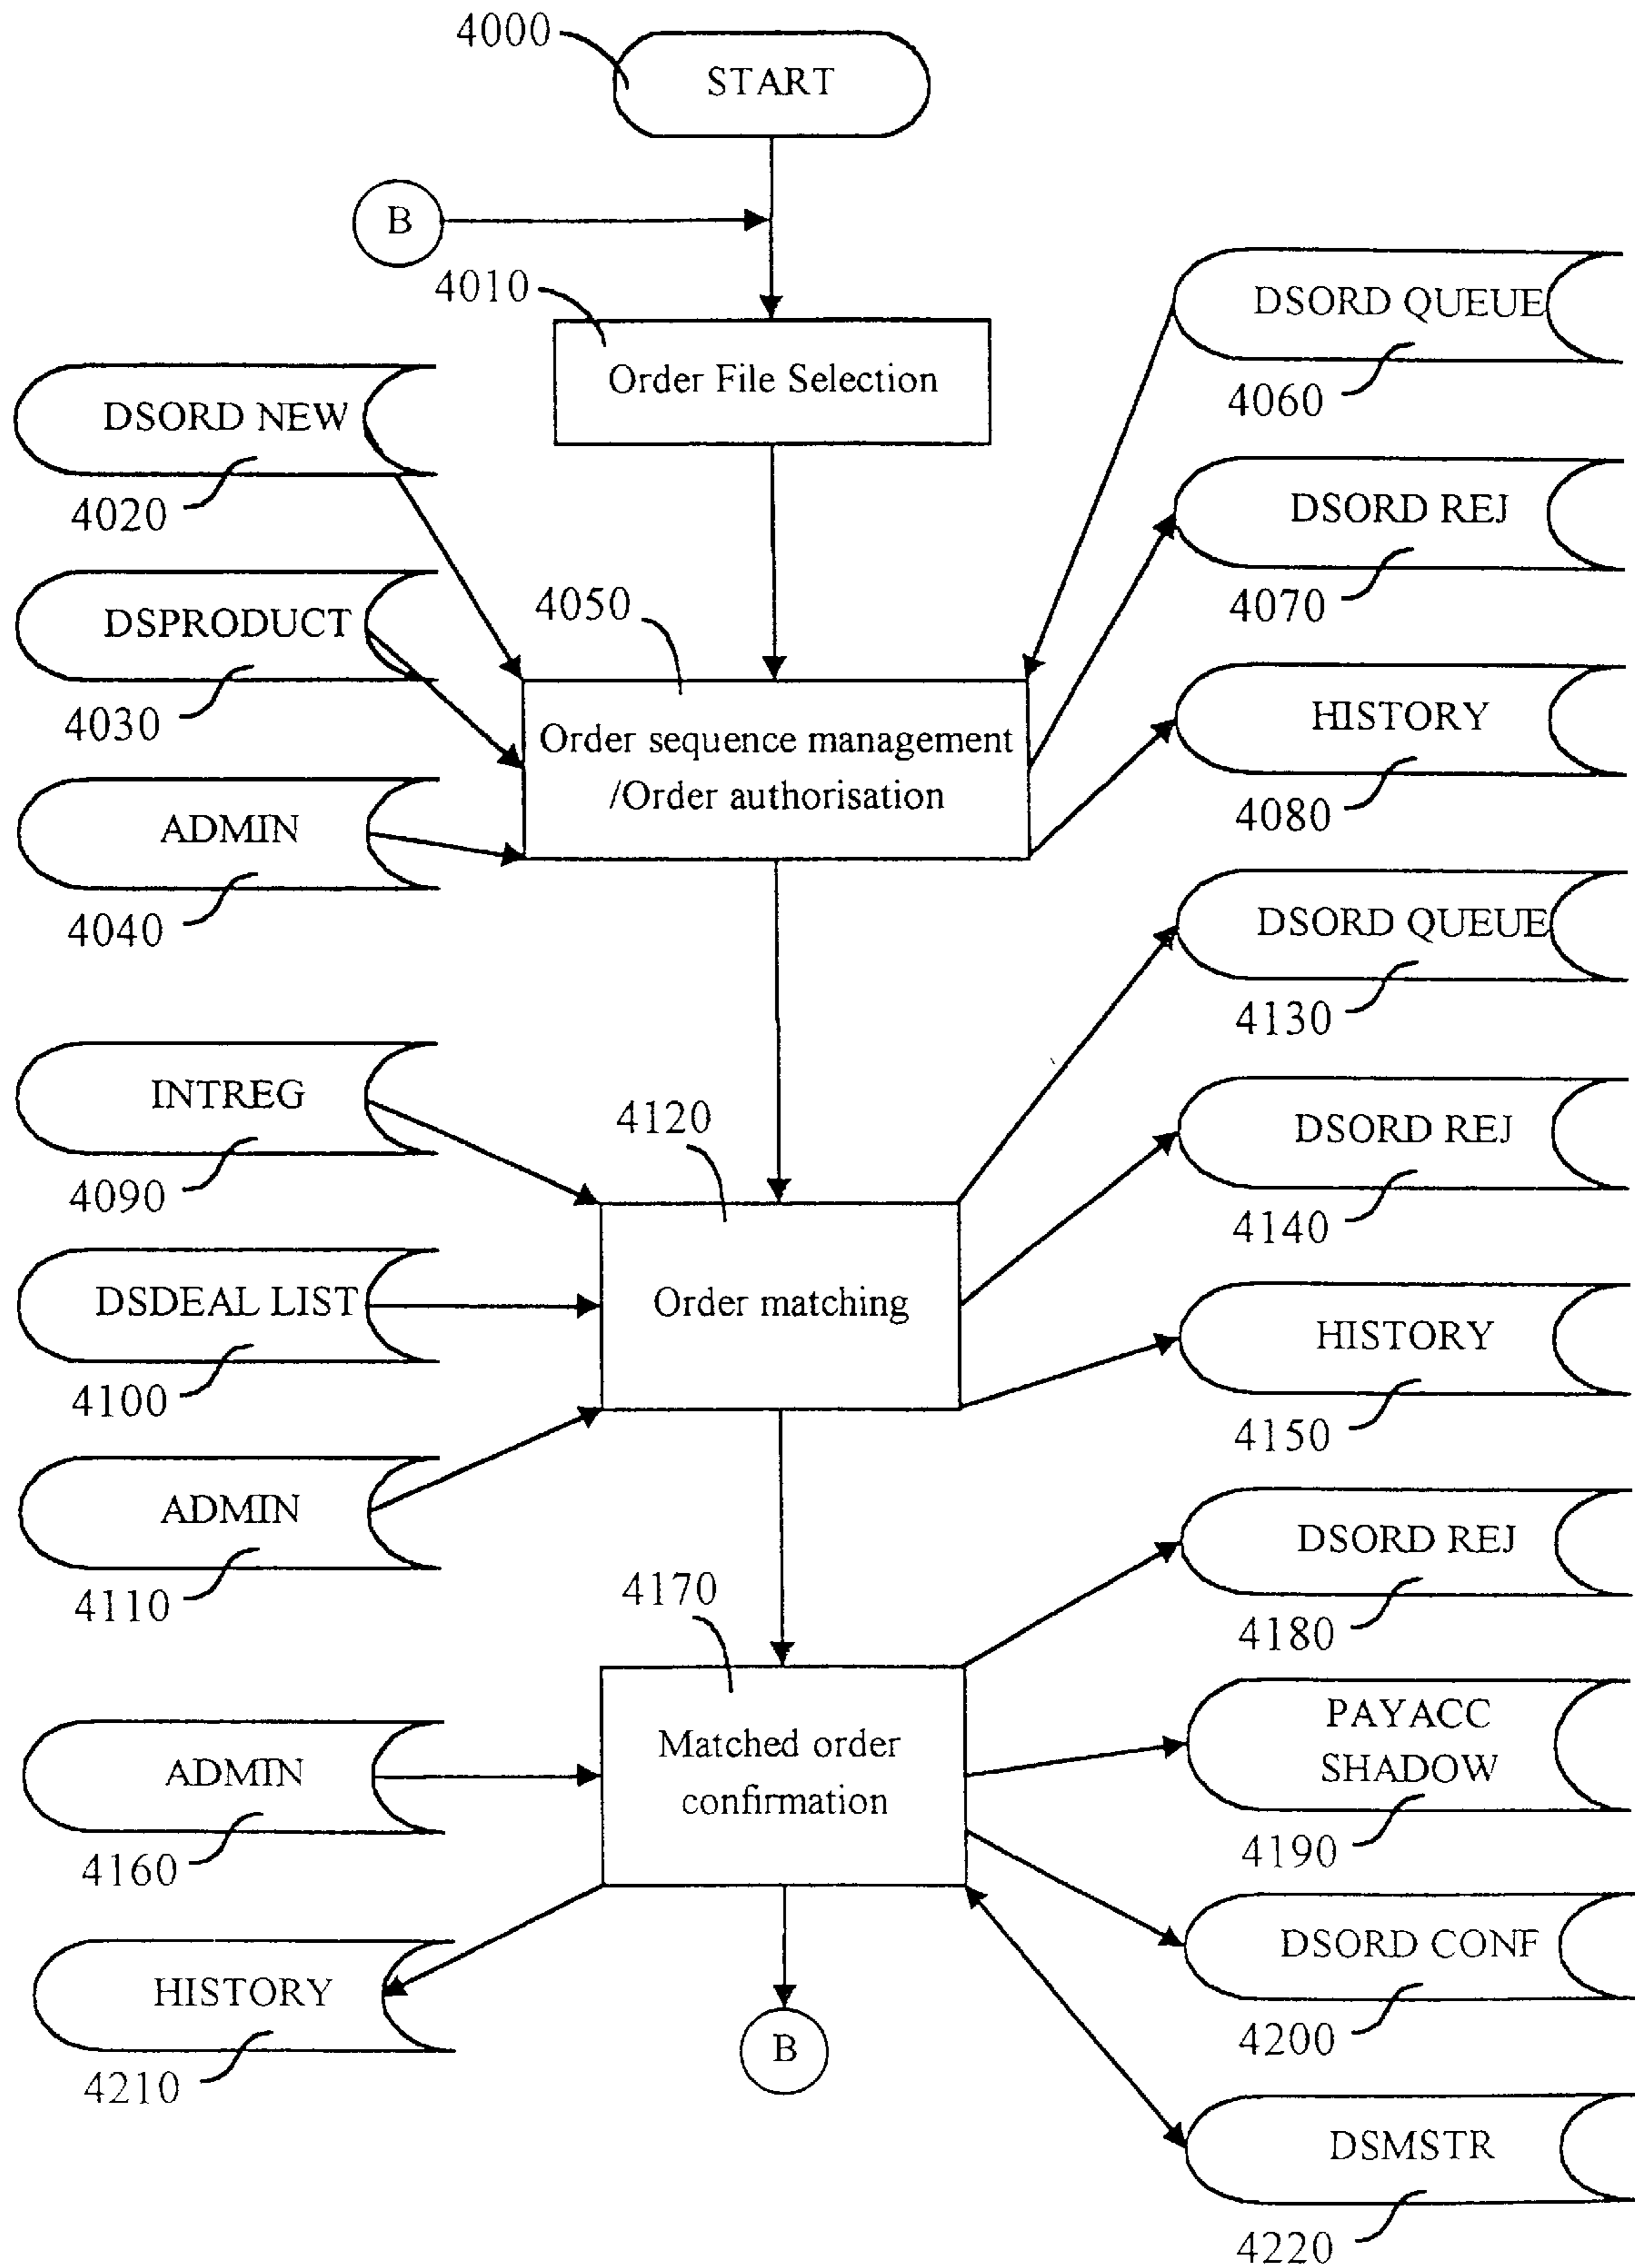 4000
START
B
4010
Order File Selection
DSORD QUEUE
4060
DSORD NEW
4020
DSORD REJ
4070
DSPRODUCT
4030
4050
Order sequence management
/Order authorisation
HISTORY
4080
ADMIN
4040
DSORD QUEUE
4130
INTREG
4090
4120
DSORD REJ
4140
DSDEAL LIST
4100
Order matching
HISTORY
4150
ADMIN
4110
DSORD REJ
4180
4170
Matched order
confirmation
PAYACC
SHADOW
4190
ADMIN
4160
DSORD CONF
4200
HISTORY
4210
B
DSMSTR
4220